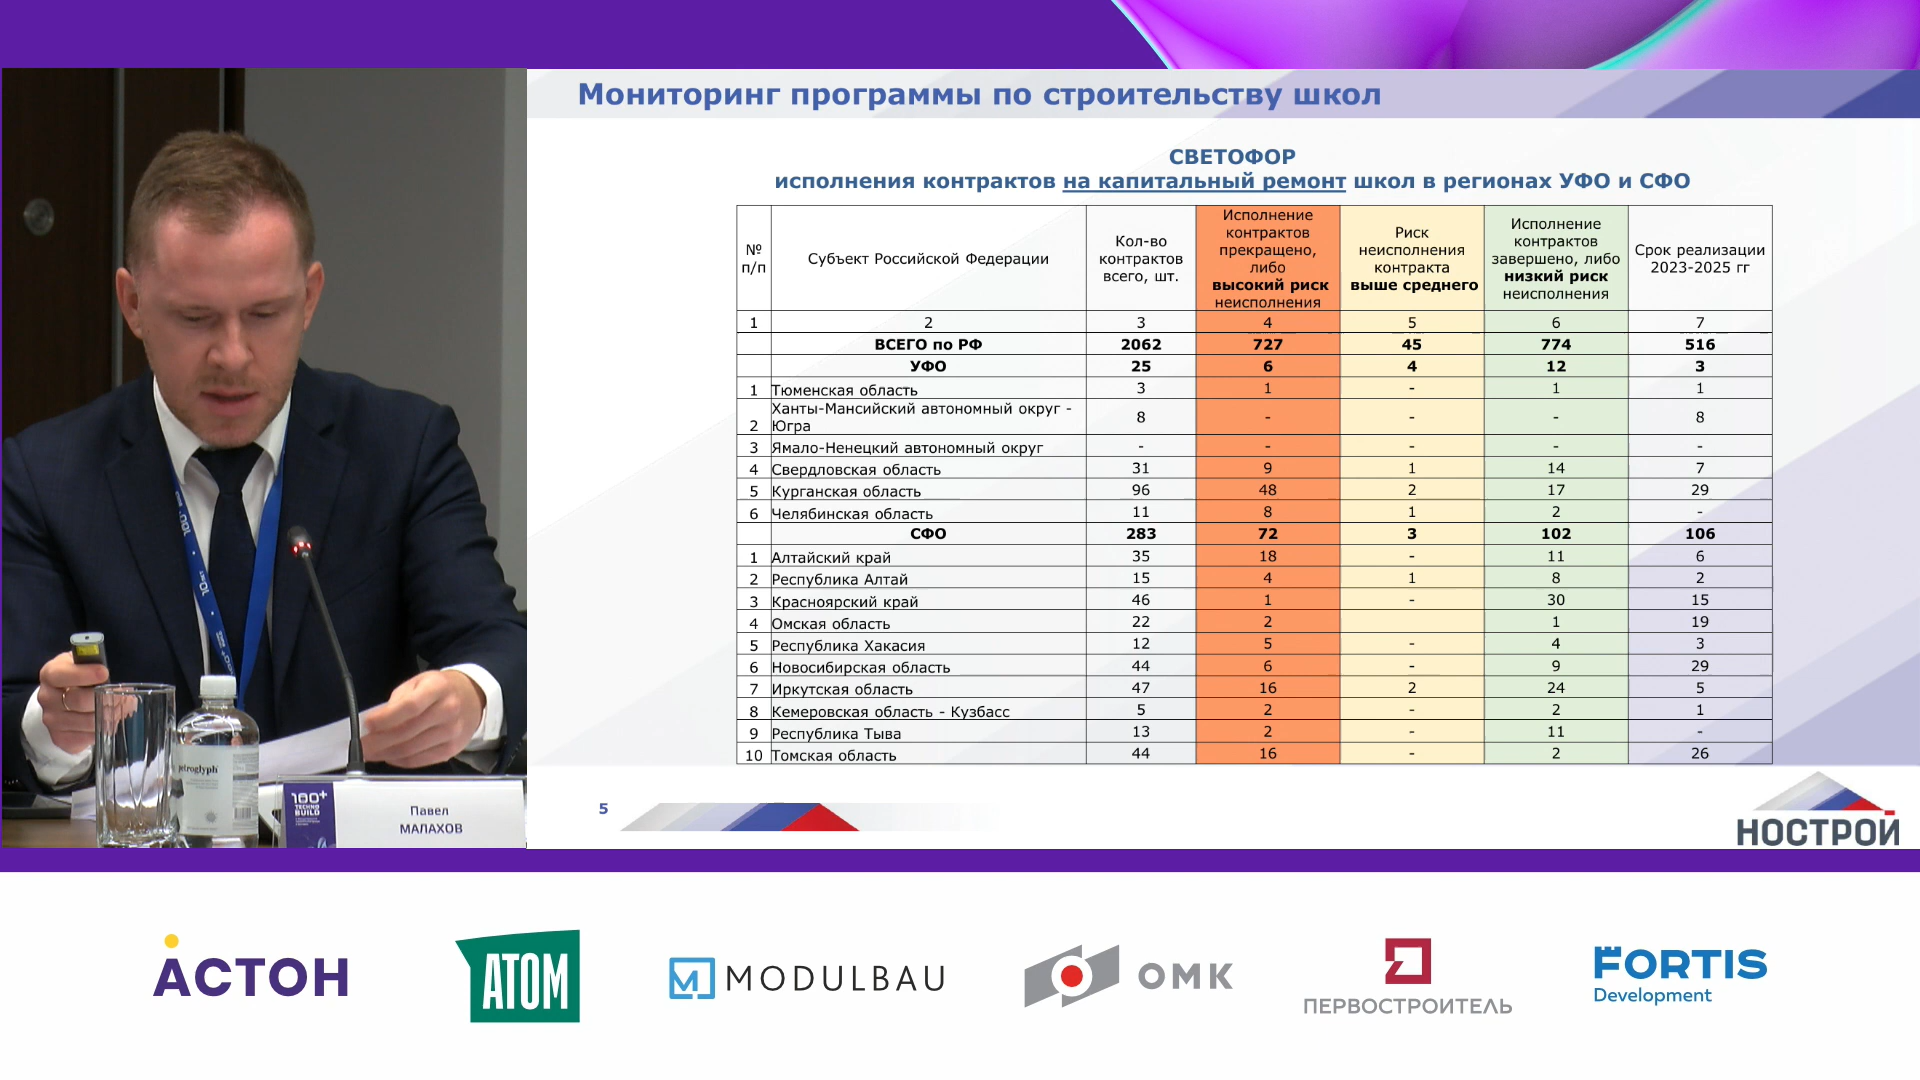 Мониторинг программы по строительству школ
СВЕТОФОР
исполнения контрактов на капитальный ремонт школ в регионах УФО и СФО
№ п/п | Субъект Российской Федерации | Кол-во контрактов всего, шт. | Исполнение контрактов прекращено, либо высокий риск неисполнения | Риск неисполнения контракта выше среднего | Исполнение контрактов завершено, либо низкий риск неисполнения | Срок реализации 2023-2025 гг
1 2 3 4 5 6 7
ВСЕГО по РФ 2062 727 45 774 516
УФО 25 6 4 12 3
1 Тюменская область 3 1 - 1 1
2 Ханты-Мансийский автономный округ - Югра 8 - - - 8
3 Ямало-Ненецкий автономный округ - - - - -
4 Свердловская область 31 9 1 14 7
5 Курганская область 96 48 2 17 29
6 Челябинская область 11 8 1 2 -
СФО 283 72 3 102 106
1 Алтайский край 35 18 - 11 6
2 Республика Алтай 15 4 1 8 2
3 Красноярский край 46 1 - 30 15
4 Омская область 22 2 1 19
5 Республика Хакасия 12 5 - 4 3
6 Новосибирская область 44 6 - 9 29
7 Иркутская область 47 16 2 24 5
8 Кемеровская область - Кузбасс 5 2 - 2 1
9 Республика Тыва 13 2 - 11 -
10 Томская область 44 16 - 2 26
5
НОСТРОЙ
petroglyph
100+
TECHNO
BUILD
Павел
МАЛАХОВ
АСТОН
АТОМ
MODULBAU
ОМК
ПЕРВОСТРОИТЕЛЬ
FORTIS
Development